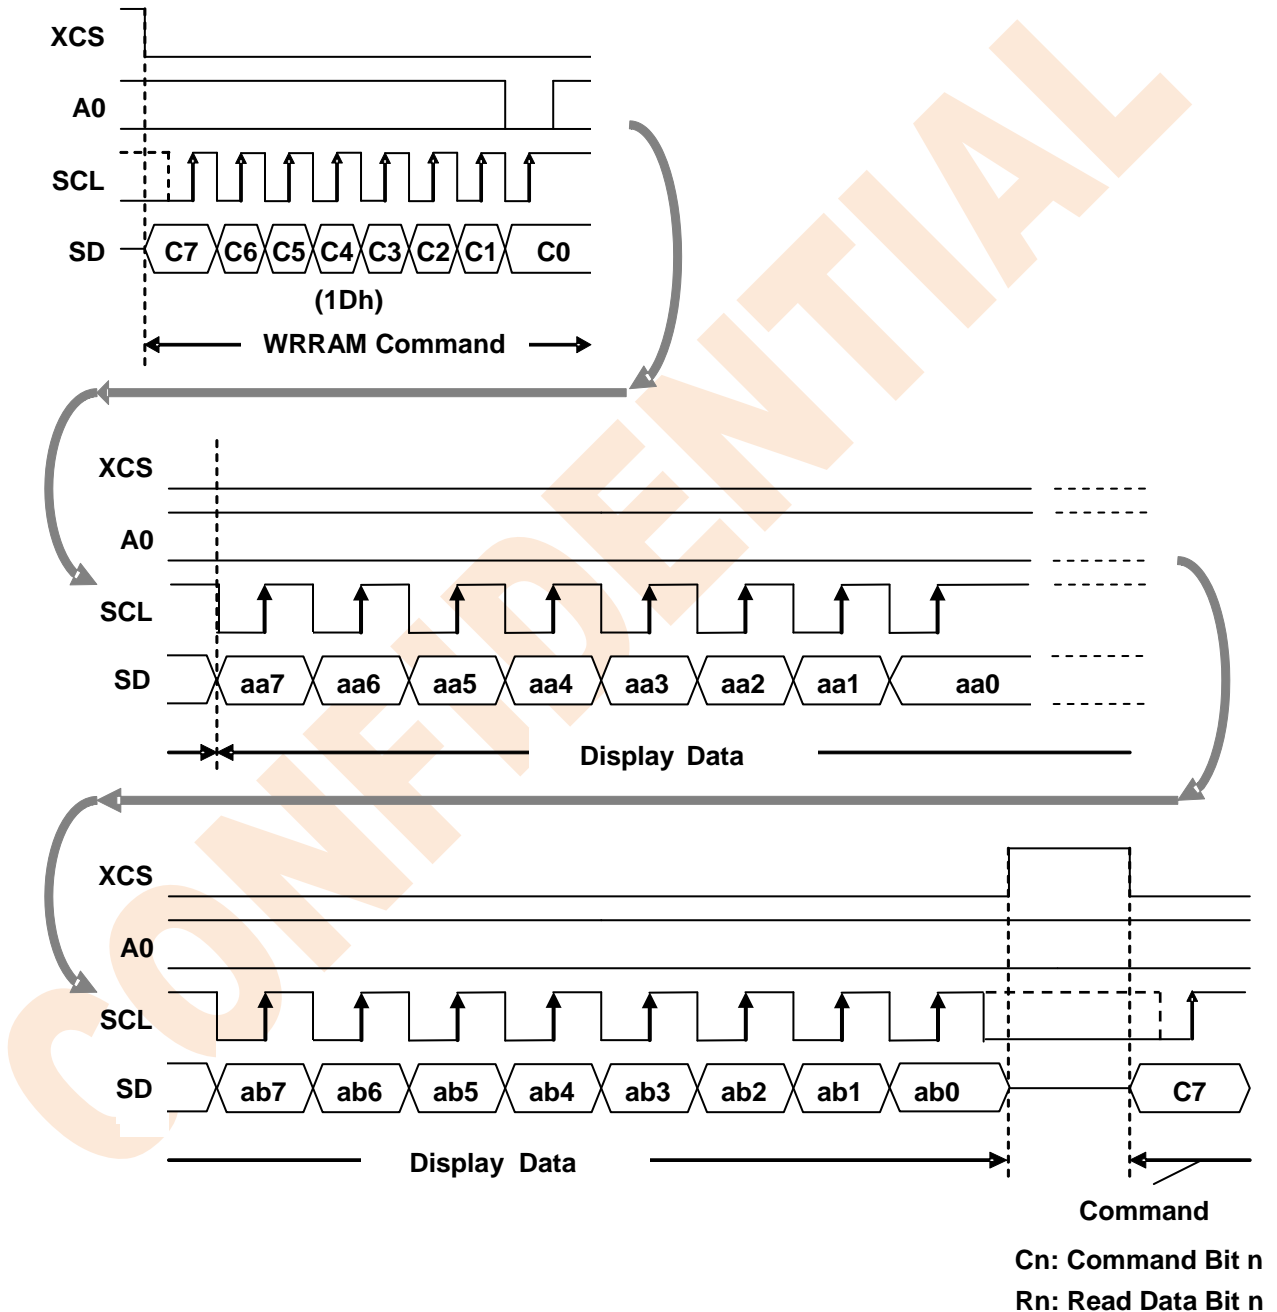 XCS
A0
SCL
SD C7 C6 C5 C4 C3 C2 C1 C0
(1Dh)
WRRAM Command
XCS
A0
SCL
SD aa7 aa6 aa5 aa4 aa3 aa2 aa1 aa0
Display Data
XCS
A0
SCL
SD ab7 ab6 ab5 ab4 ab3 ab2 ab1 ab0 C7
Display Data
Command
Cn: Command Bit n
Rn: Read Data Bit n
CONFIDENTIAL